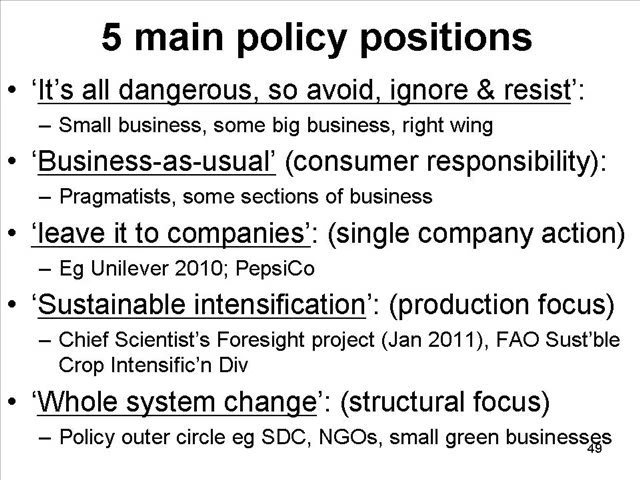 5 main policy positions
• ‘It’s all dangerous, so avoid, ignore & resist’:
– Small business, some big business, right wing
• ‘Business-as-usual’ (consumer responsibility):
– Pragmatists, some sections of business
• ‘leave it to companies’: (single company action)
– Eg Unilever 2010; PepsiCo
• ‘Sustainable intensification’: (production focus)
– Chief Scientist’s Foresight project (Jan 2011), FAO Sust’ble
Crop Intensific’n Div
• ‘Whole system change’: (structural focus)
– Policy outer circle eg SDC, NGOs, small green businesses
49